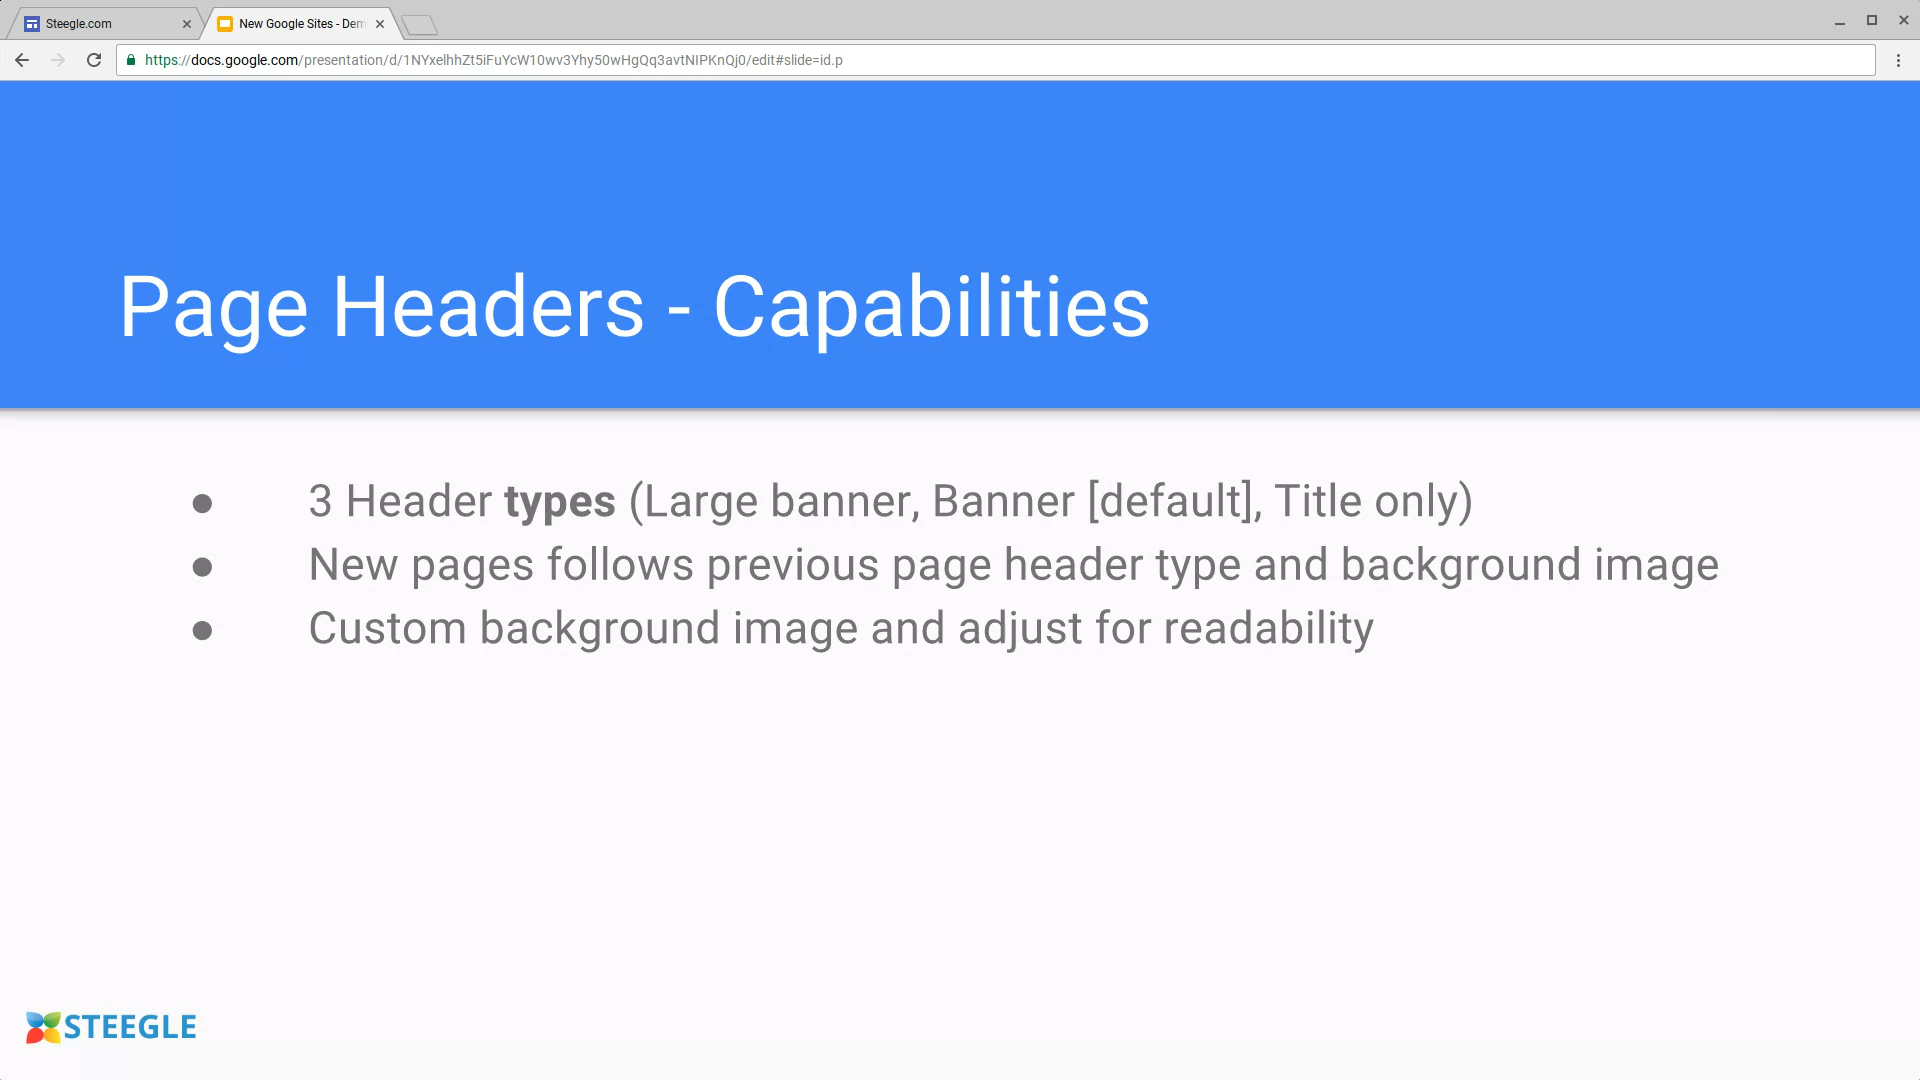 Steegle.com
New Google Sites - Dem
https://docs.google.com/presentation/d/1NYxelhhZt5iFuYcW10wv3Yhy50wHgQq3avtNIPKnQj0/edit#slide=id.p
Page Headers - Capabilities
● 3 Header types (Large banner, Banner [default], Title only)
● New pages follows previous page header type and background image
● Custom background image and adjust for readability
STEEGLE